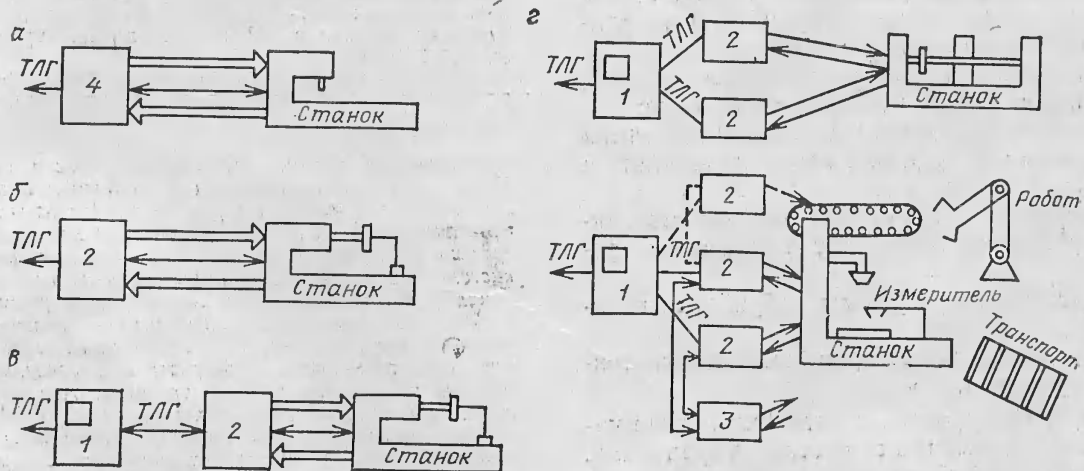 а
ТЛГ
4
Станок
б
ТЛГ
2
Станок
в
ТЛГ
1
ТЛГ
2
Станок
г
ТЛГ
1
ТЛГ
2
ТЛГ
2
Станок
2
Робот
ТЛГ
1
ТЛГ
2
Измеритель
ТЛГ
2
Станок
Транспорт
3